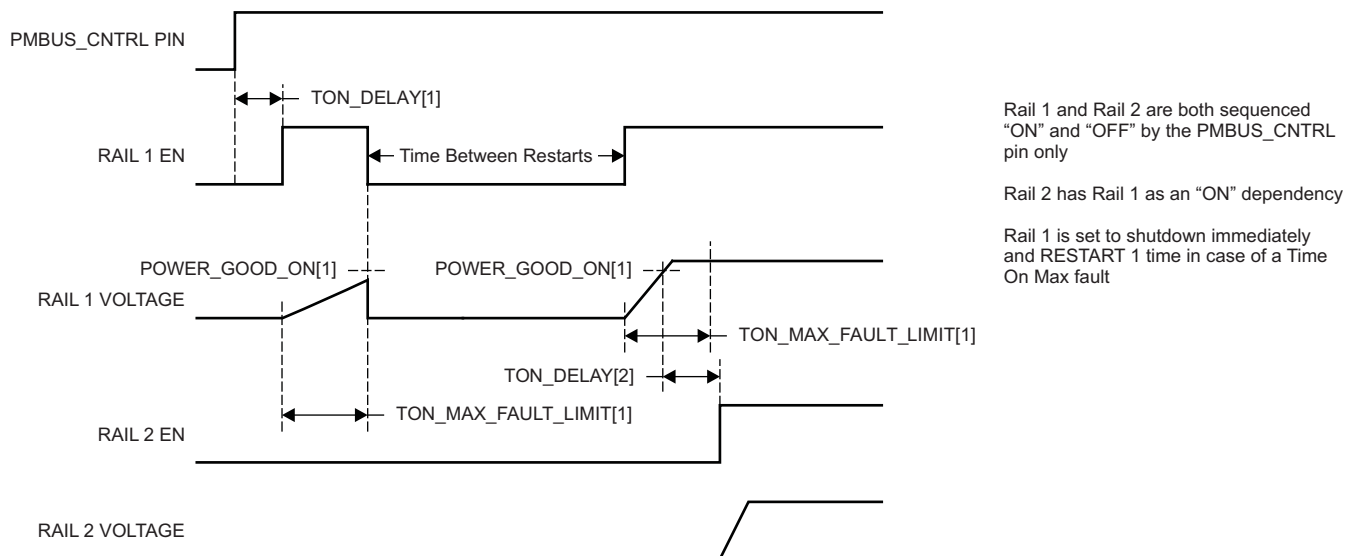 PMBUS_CNTRL PIN
TON_DELAY[1]
RAIL 1 EN
Time Between Restarts
POWER_GOOD_ON[1]
POWER_GOOD_ON[1]
RAIL 1 VOLTAGE
TON_MAX_FAULT_LIMIT[1]
TON_DELAY[2]
TON_MAX_FAULT_LIMIT[1]
RAIL 2 EN
RAIL 2 VOLTAGE
Rail 1 and Rail 2 are both sequenced
“ON” and “OFF” by the PMBUS_CNTRL
pin only
Rail 2 has Rail 1 as an “ON” dependency
Rail 1 is set to shutdown immediately
and RESTART 1 time in case of a Time
On Max fault